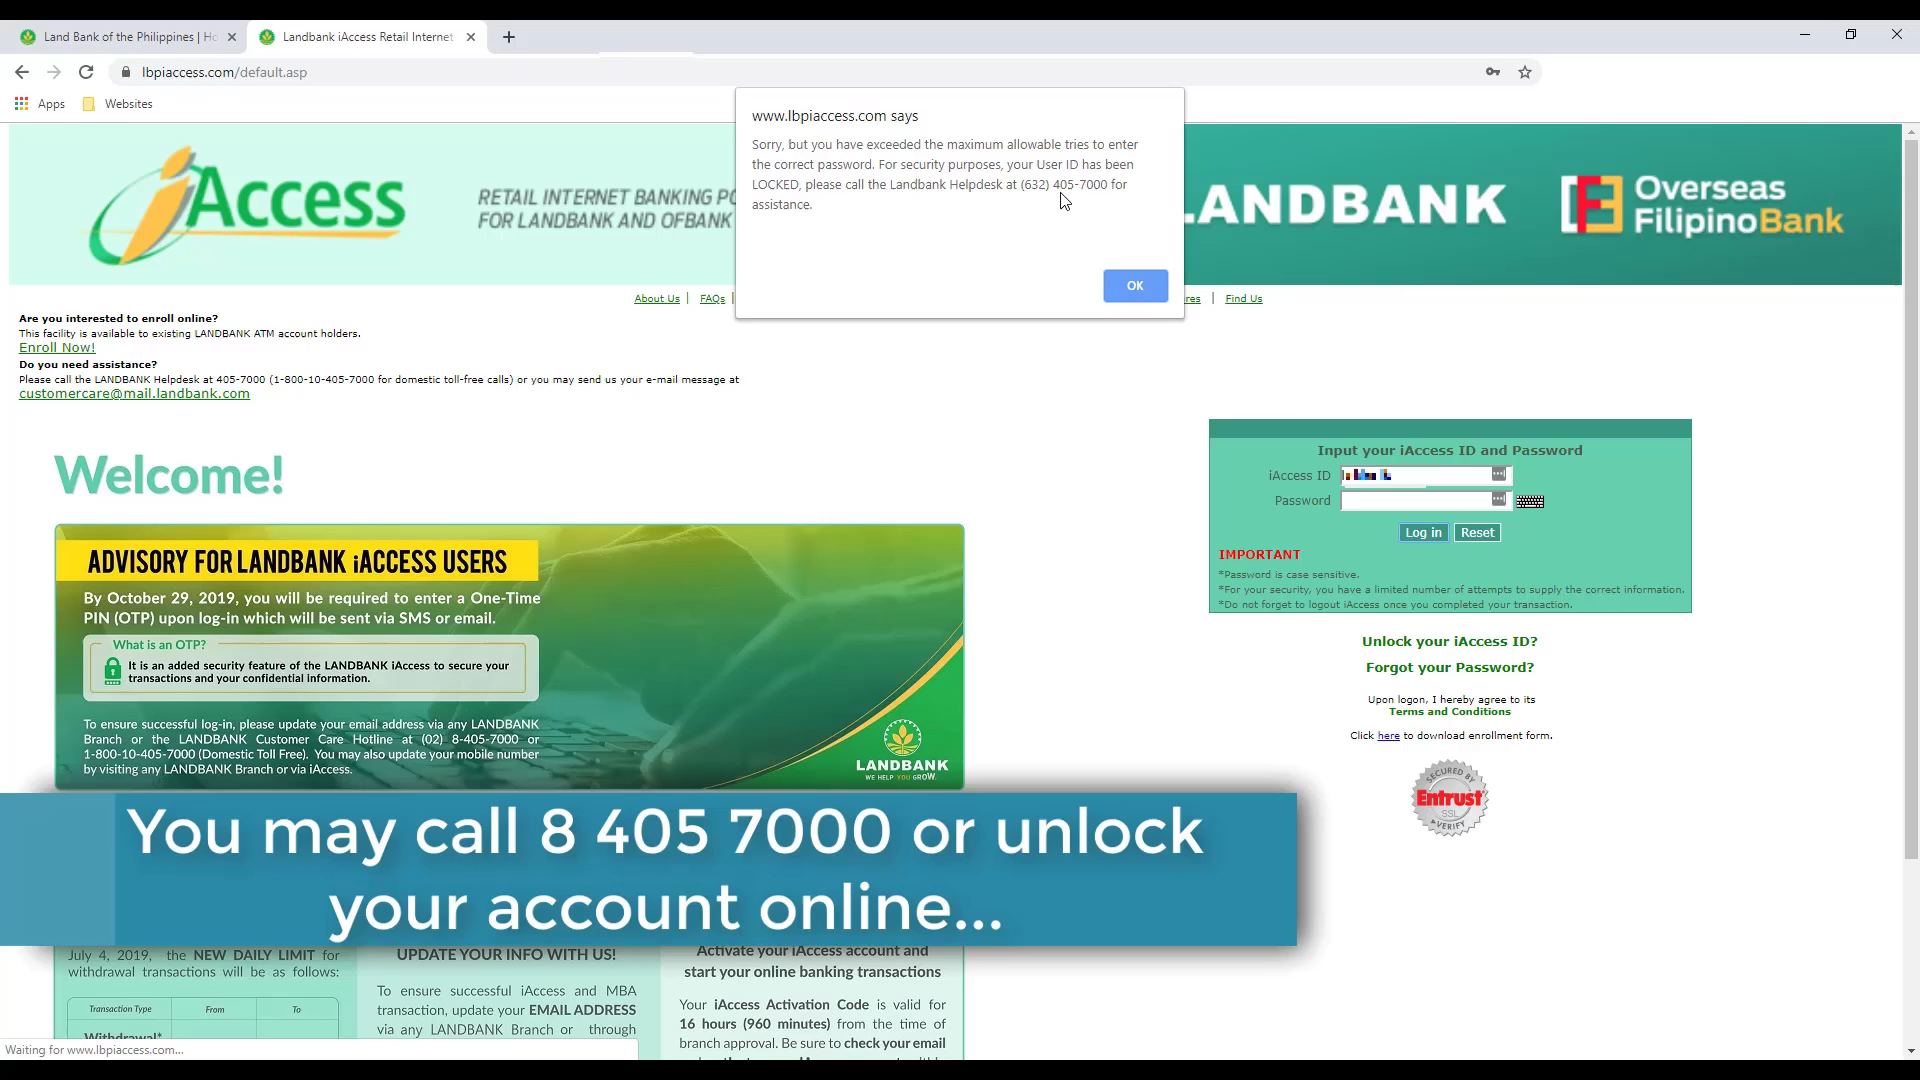 Land Bank of the Philippines | Ho
Landbank iAccess Retail Internet
lbpiaccess.com/default.asp
Apps
Websites
www.lbpiaccess.com says
Sorry, but you have exceeded the maximum allowable tries to enter
the correct password. For security purposes, your User ID has been
LOCKED, please call the Landbank Helpdesk at (632) 405-7000 for
assistance.
OK
iAccess
RETAIL INTERNET BANKING PO
FOR LANDBANK AND OFBANK
LANDBANK
Overseas
FilipinoBank
About Us | FAQs |
res | Find Us
Are you interested to enroll online?
This facility is available to existing LANDBANK ATM account holders.
Enroll Now!
Do you need assistance?
Please call the LANDBANK Helpdesk at 405-7000 (1-800-10-405-7000 for domestic toll-free calls) or you may send us your e-mail message at
customercare@mail.landbank.com
Welcome!
ADVISORY FOR LANDBANK iACCESS USERS
By October 29, 2019, you will be required to enter a One-Time
PIN (OTP) upon log-in which will be sent via SMS or email.
What is an OTP?
It is an added security feature of the LANDBANK iAccess to secure your
transactions and your confidential information.
To ensure successful log-in, please update your email address via any LANDBANK
Branch or the LANDBANK Customer Care Hotline at (02) 8-405-7000 or
1-800-10-405-7000 (Domestic Toll Free). You may also update your mobile number
by visiting any LANDBANK Branch or via iAccess.
LANDBANK
WE HELP YOU GROW.
Input your iAccess ID and Password
iAccess ID
Password
Log in
Reset
IMPORTANT
*Password is case sensitive.
*For your security, you have a limited number of attempts to supply the correct information.
*Do not forget to logout iAccess once you completed your transaction.
Unlock your iAccess ID?
Forgot your Password?
Upon logon, I hereby agree to its
Terms and Conditions
Click here to download enrollment form.
SECURED BY
Entrust
SSL
VERIFY
You may call 8 405 7000 or unlock
your account online...
July 4, 2019, the NEW DAILY LIMIT for
withdrawal transactions will be as follows:
Transaction Type
From
To
Withdrawal*
UPDATE YOUR INFO WITH US!
To ensure successful iAccess and MBA
transaction, update your EMAIL ADDRESS
via any LANDBANK Branch or through
Activate your iAccess account and
start your online banking transactions
Your iAccess Activation Code is valid for
16 hours (960 minutes) from the time of
branch approval. Be sure to check your email
Waiting for www.lbpiaccess.com...